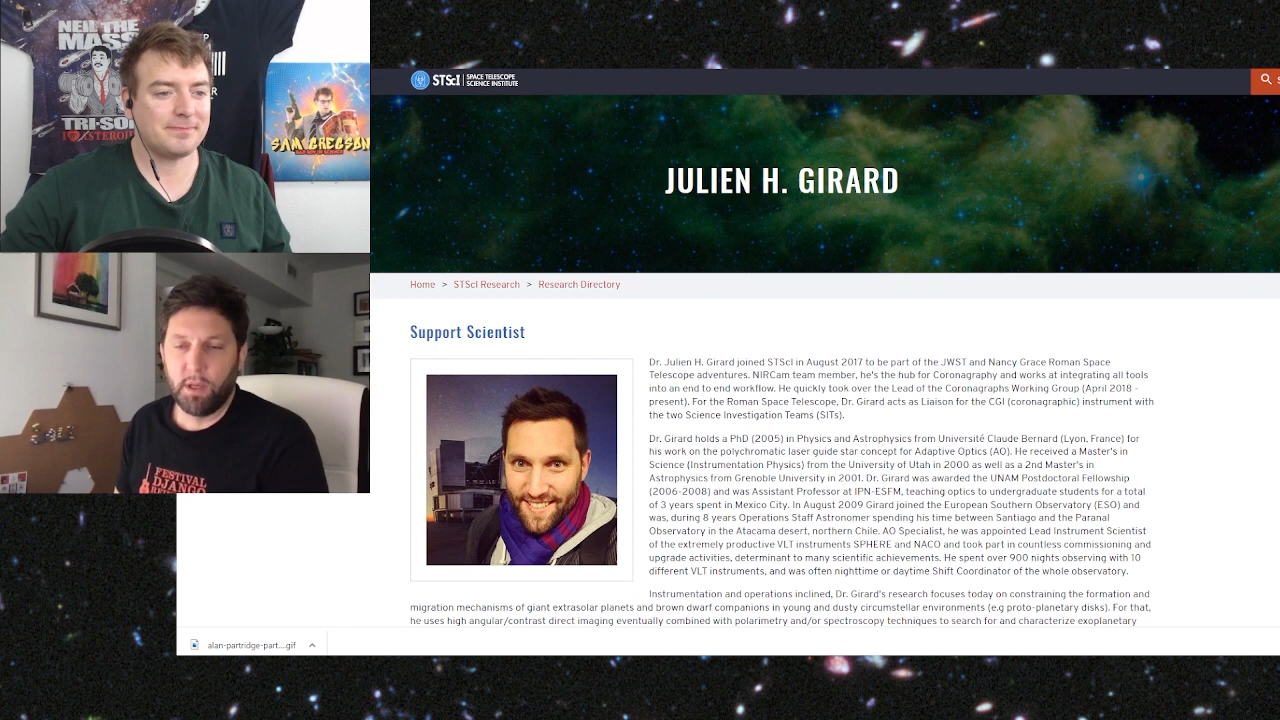 NEIL THE
MASS
TRI-SO
I
STEROI
SAM GREGSON
BAD BOY OF SCIENCE
FESTIVAL
DJANGO
STScI | SPACE TELESCOPE
SCIENCE INSTITUTE
S
JULIEN H. GIRARD
Home > STScI Research > Research Directory
Support Scientist
Dr. Julien H. Girard joined STScI in August 2017 to be part of the JWST and Nancy Grace Roman Space
Telescope adventures. NIRCam team member, he's the hub for Coronagraphy and works at integrating all tools
into an end to end workflow. He quickly took over the Lead of the Coronagraphs Working Group (April 2018 -
present). For the Roman Space Telescope, Dr. Girard acts as Liaison for the CGI (coronagraphic) instrument with
the two Science Investigation Teams (SITs).
Dr. Girard holds a PhD (2005) in Physics and Astrophysics from Université Claude Bernard (Lyon, France) for
his work on the polychromatic laser guide star concept for Adaptive Optics (AO). He received a Master's in
Science (Instrumentation Physics) from the University of Utah in 2000 as well as a 2nd Master's in
Astrophysics from Grenoble University in 2001. Dr. Girard was awarded the UNAM Postdoctoral Fellowship
(2006-2008) and was Assistant Professor at IPN-ESFM, teaching optics to undergraduate students for a total
of 3 years spent in Mexico City. In August 2009 Girard joined the European Southern Observatory (ESO) and
was, during 8 years Operations Staff Astronomer spending his time between Santiago and the Paranal
Observatory in the Atacama desert, northern Chile. AO Specialist, he was appointed Lead Instrument Scientist
of the extremely productive VLT instruments SPHERE and NACO and took part in countless commissioning and
upgrade activities, determinant to many scientific achievements. He spent over 900 nights observing with 10
different VLT instruments, and was often nighttime or daytime Shift Coordinator of the whole observatory.
Instrumentation and operations inclined, Dr. Girard's research focuses today on constraining the formation and
migration mechanisms of giant extrasolar planets and brown dwarf companions in young and dusty circumstellar environments (e.g proto-planetary disks). For that,
he uses high angular/contrast direct imaging eventually combined with polarimetry and/or spectroscopy techniques to search for and characterize exoplanetary
alan-partridge-part....gif